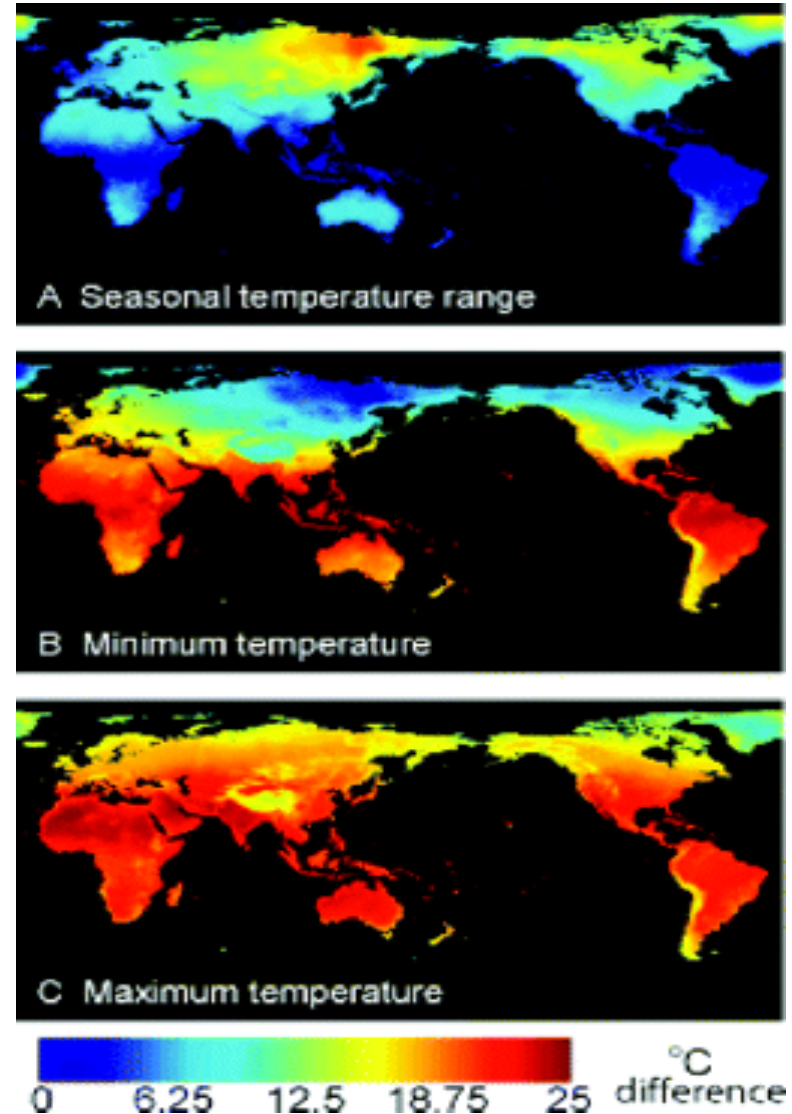 A Seasonal temperature range
B Minimum temperature
C Maximum temperature
0 6.25 12.5 18.75 25 °C
difference